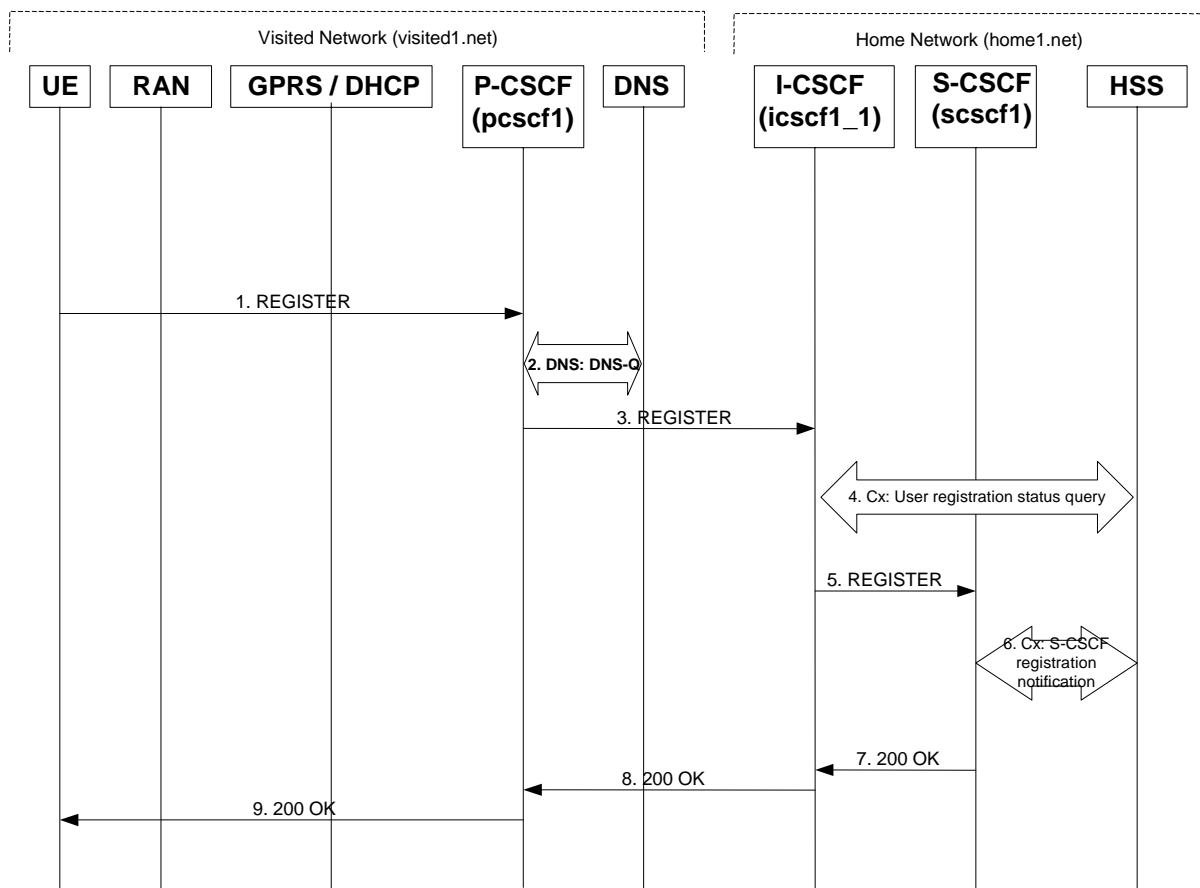 Visited Network (visited1.net)
Home Network (home1.net)
UE
RAN
GPRS / DHCP
P-CSCF
(pcscf1)
DNS
I-CSCF
(icscf1_1)
S-CSCF
(scscf1)
HSS
1. REGISTER
2. DNS: DNS-Q
3. REGISTER
4. Cx: User registration status query
5. REGISTER
6. Cx: S-CSCF
registration
notification
7. 200 OK
8. 200 OK
9. 200 OK